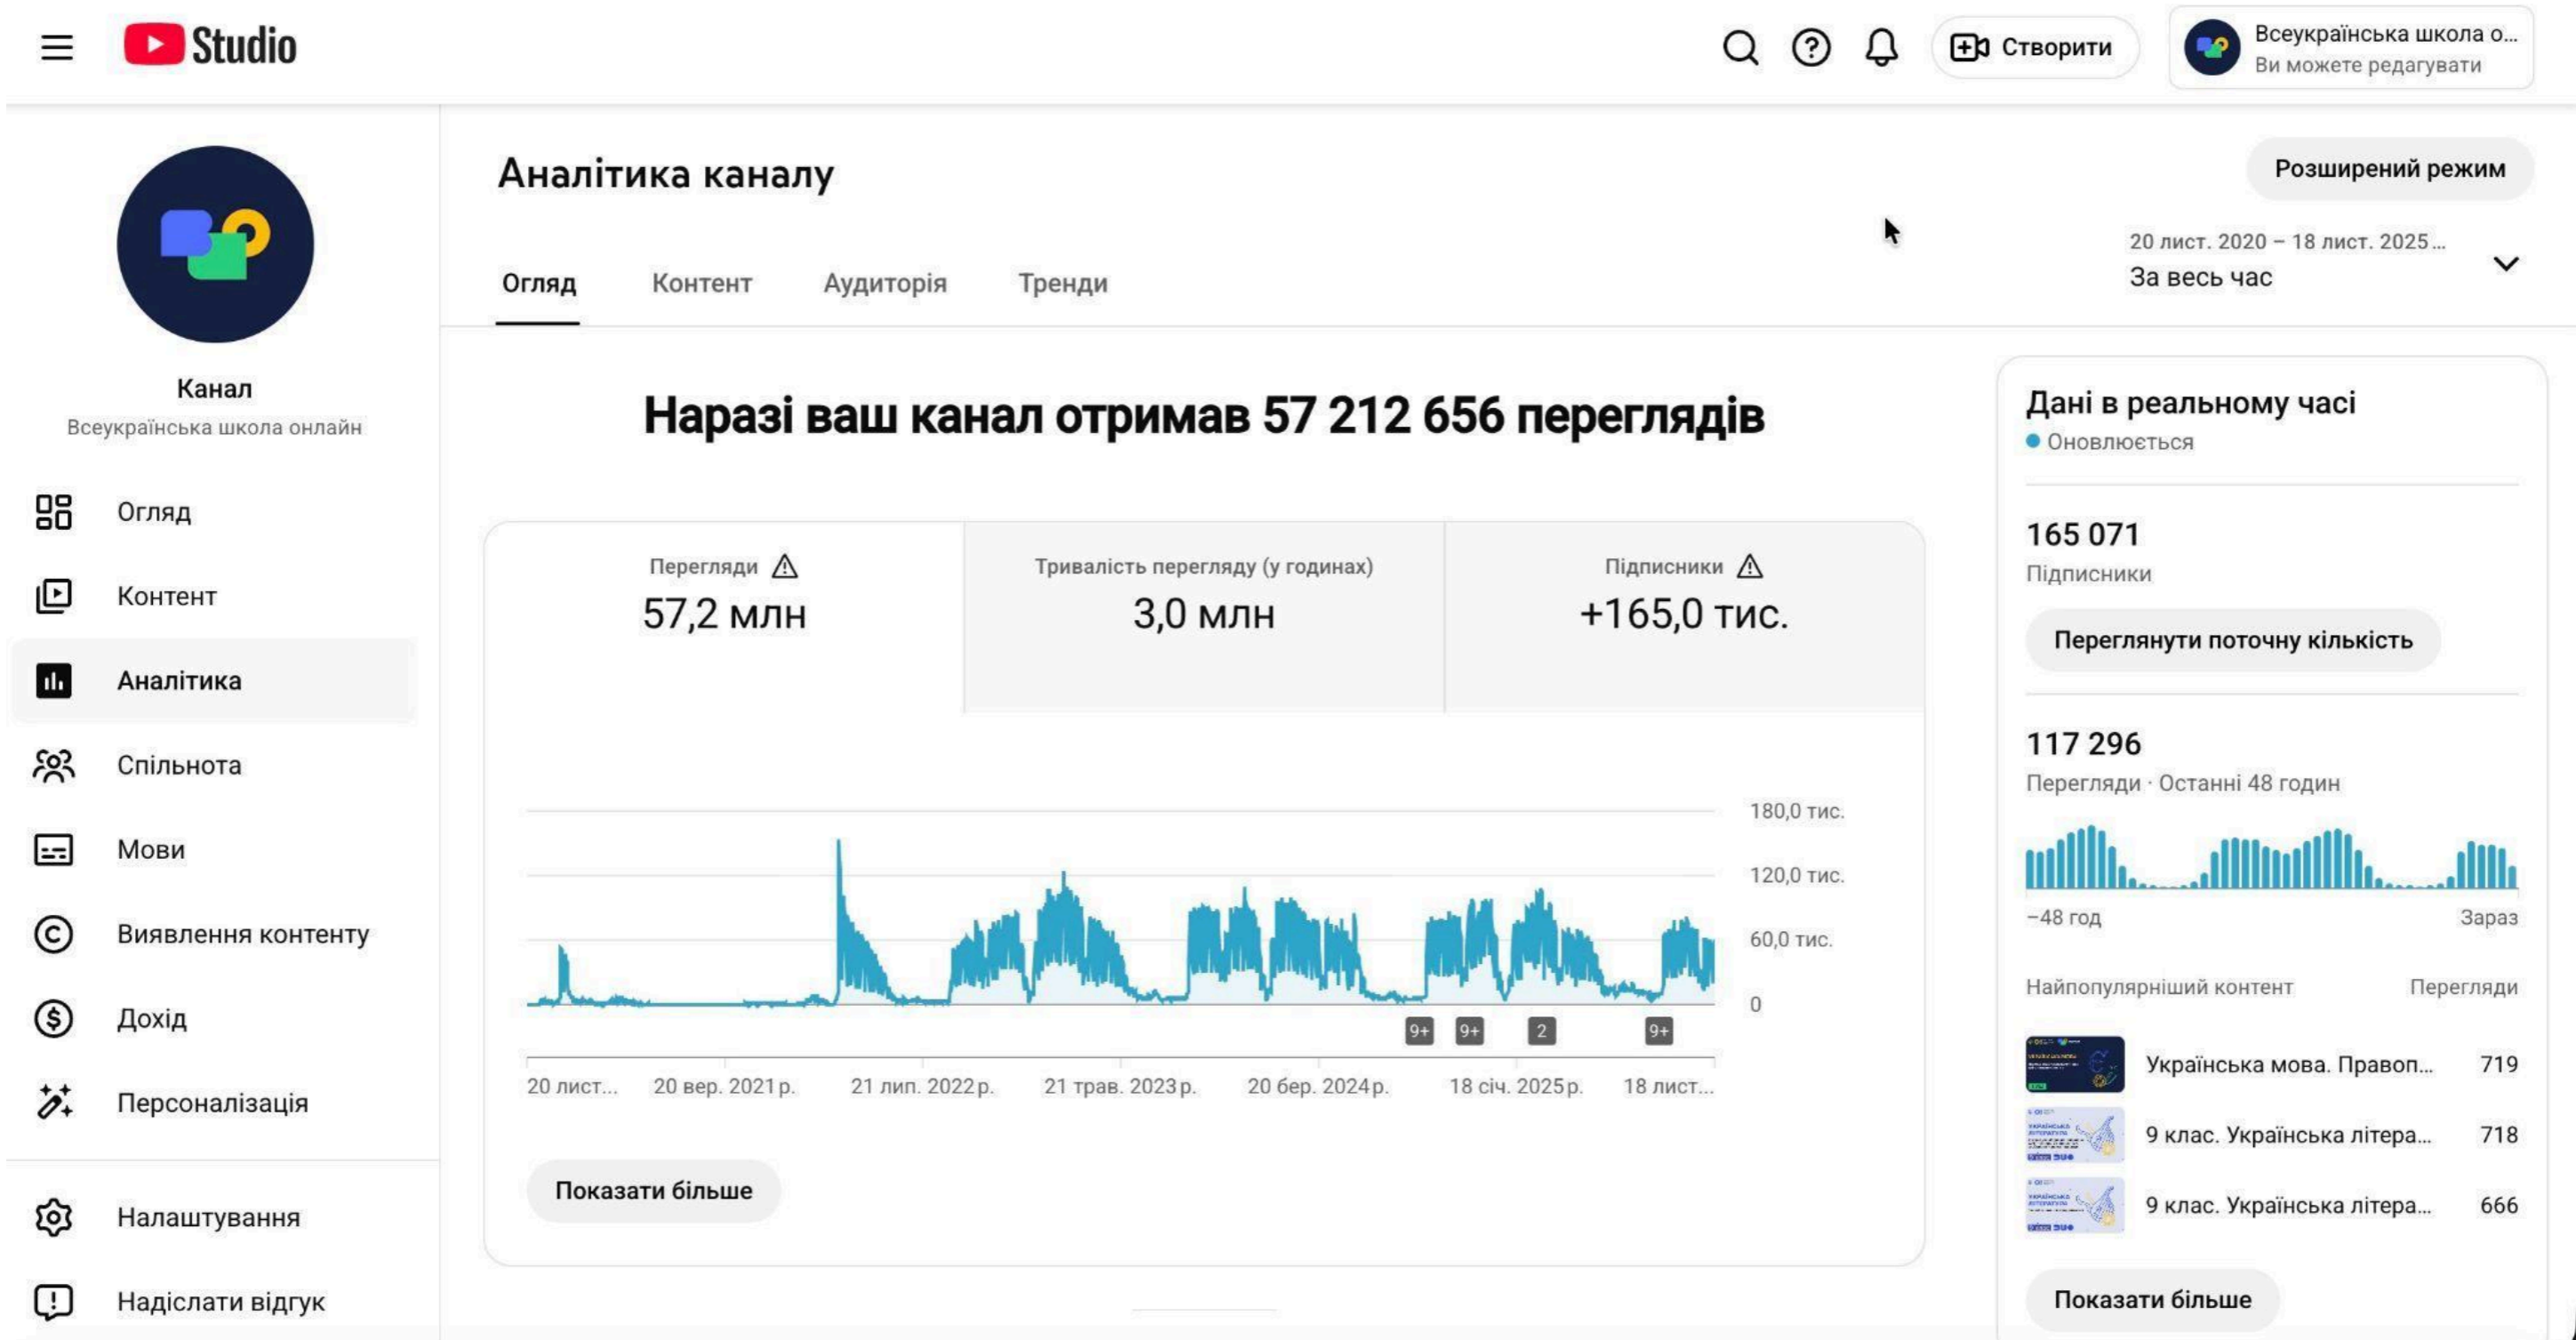 Studio
Створити
Всеукраїнська школа о...
Ви можете редагувати
Канал
Всеукраїнська школа онлайн
Огляд
Контент
Аналітика
Спільнота
Мови
Виявлення контенту
Дохід
Персоналізація
Налаштування
Надіслати відгук
Аналітика каналу
Розширений режим
20 лист. 2020 – 18 лист. 2025...
За весь час
Огляд Контент Аудиторія Тренди
Наразі ваш канал отримав 57 212 656 переглядів
Перегляди
57,2 млн
Тривалість перегляду (у годинах)
3,0 млн
Підписники
+165,0 тис.
180,0 тис.
120,0 тис.
60,0 тис.
0
9+ 9+ 2 9+
20 лист... 20 вер. 2021 р. 21 лип. 2022 р. 21 трав. 2023 р. 20 бер. 2024 р. 18 січ. 2025 р. 18 лист...
Показати більше
Дані в реальному часі
Оновлюється
165 071
Підписники
Переглянути поточну кількість
117 296
Перегляди · Останні 48 годин
−48 год Зараз
Найпопулярніший контент Перегляди
Українська мова. Правоп... 719
9 клас. Українська літера... 718
9 клас. Українська літера... 666
Показати більше